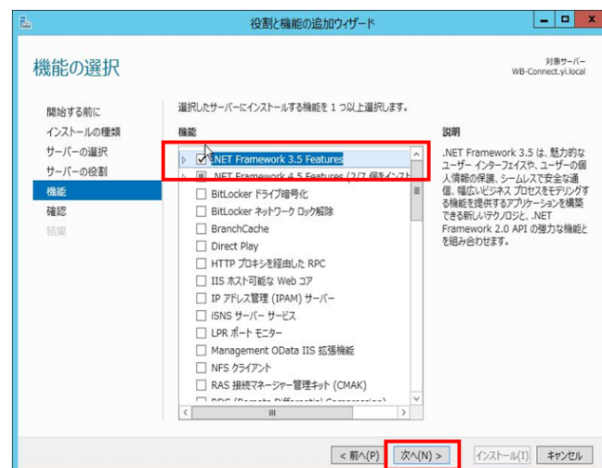 役割と機能の追加ウィザード
機能の選択
対象サーバー
WB-Connect.yi.local
開始する前に
インストールの種類
サーバーの選択
サーバーの役割
機能
確認
結果
選択したサーバーにインストールする機能を 1 つ以上選択します。
機能
.NET Framework 3.5 Features
.NET Framework 4.5 Features (2/7 個をインスト
BitLocker ドライブ暗号化
BitLocker ネットワーク ロック解除
BranchCache
Direct Play
HTTP プロキシを経由した RPC
IIS ホスト可能な Web コア
IP アドレス管理 (IPAM) サーバー
iSNS サーバー サービス
LPR ポート モニター
Management OData IIS 拡張機能
NFS クライアント
RAS 接続マネージャー管理キット (CMAK)
RDC (Remote Differential Compression)
説明
.NET Framework 3.5 は、魅力的な
ユーザー インターフェイスや、ユーザーの個
人情報の保護、シームレスで安全な通
信、幅広いビジネス プロセスをモデリングす
る機能を提供するアプリケーションを構築
できる新しいテクノロジと、.NET
Framework 2.0 API の強力な機能と
を組み合わせます。
< 前へ(P)
次へ(N) >
インストール(I)
キャンセル